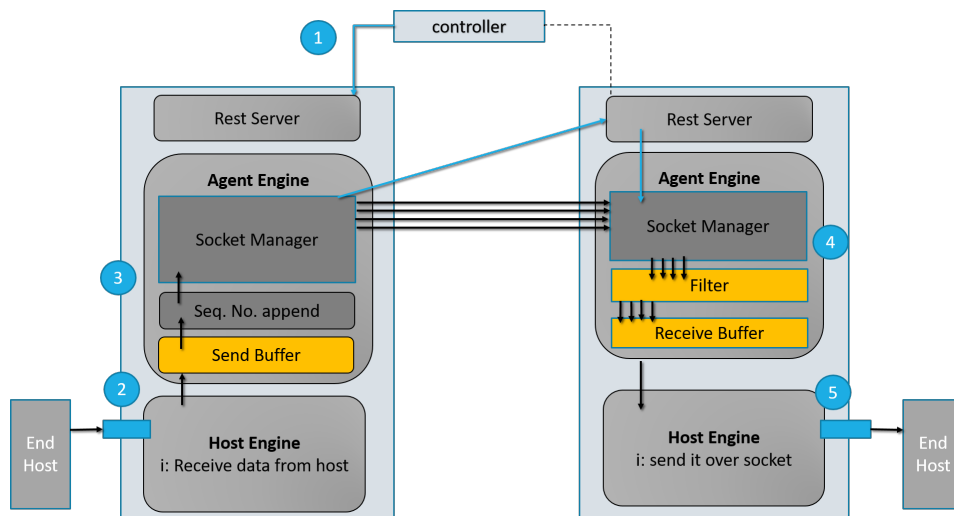 controller
1
Rest Server
Agent Engine
Socket Manager
3
Seq. No. append
Send Buffer
2
End
Host
Host Engine
i: Receive data from host
Rest Server
Agent Engine
Socket Manager
4
Filter
Receive Buffer
5
Host Engine
i: send it over socket
End
Host